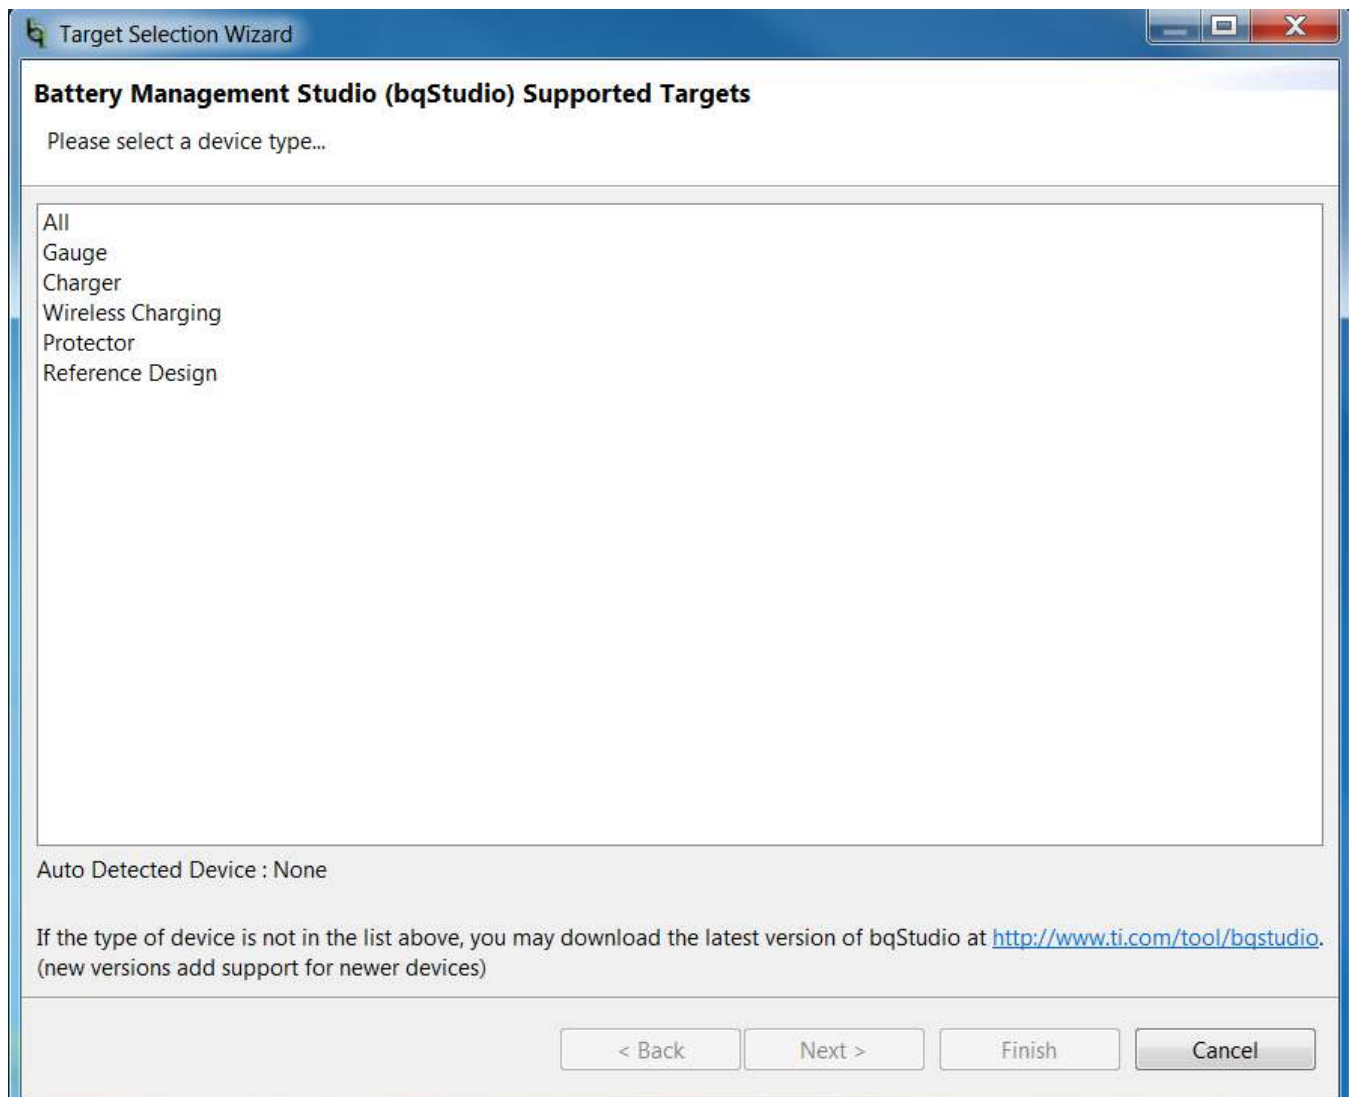 Target Selection Wizard
Battery Management Studio (bqStudio) Supported Targets
Please select a device type...
All
Gauge
Charger
Wireless Charging
Protector
Reference Design
Auto Detected Device : None
If the type of device is not in the list above, you may download the latest version of bqStudio at http://www.ti.com/tool/bqstudio.
(new versions add support for newer devices)
< Back Next > Finish Cancel